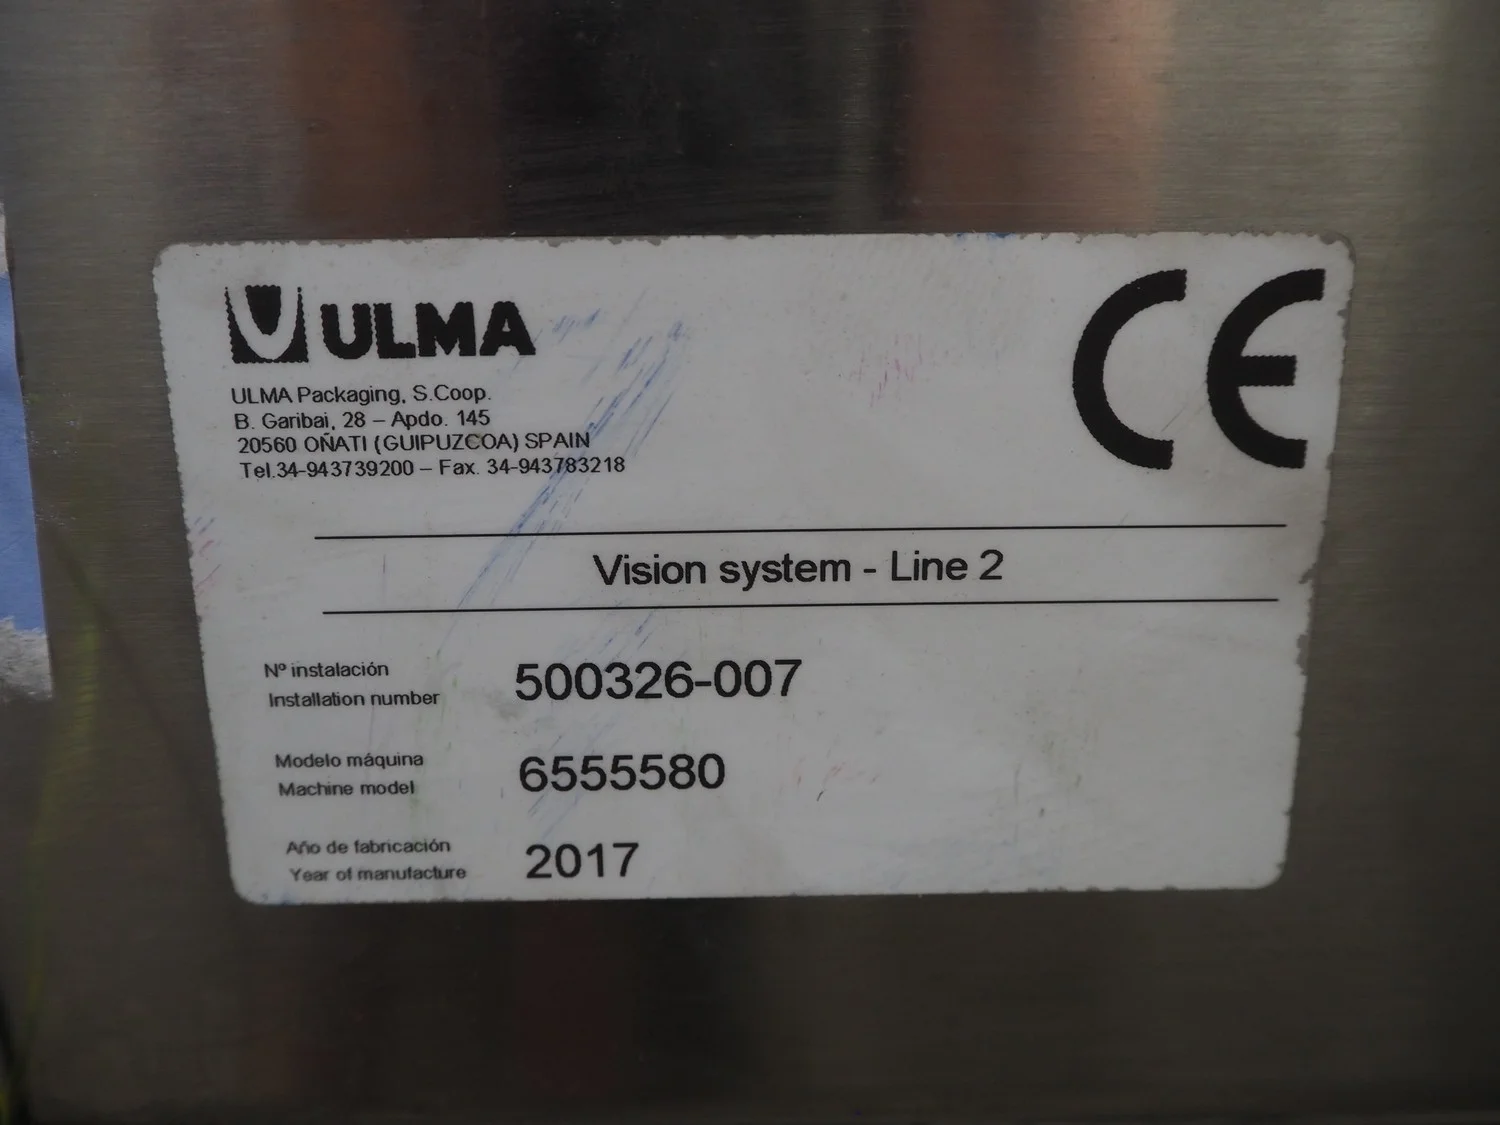 ULMA
CE
ULMA Packaging, S.Coop.
B. Garibai, 28 – Apdo. 145
20560 OÑATI (GUIPUZCOA) SPAIN
Tel.34-943739200 – Fax. 34-943783218
Vision system - Line 2
Nº instalación
Installation number
500326-007
Modelo máquina
Machine model
6555580
Año de fabricación
Year of manufacture
2017